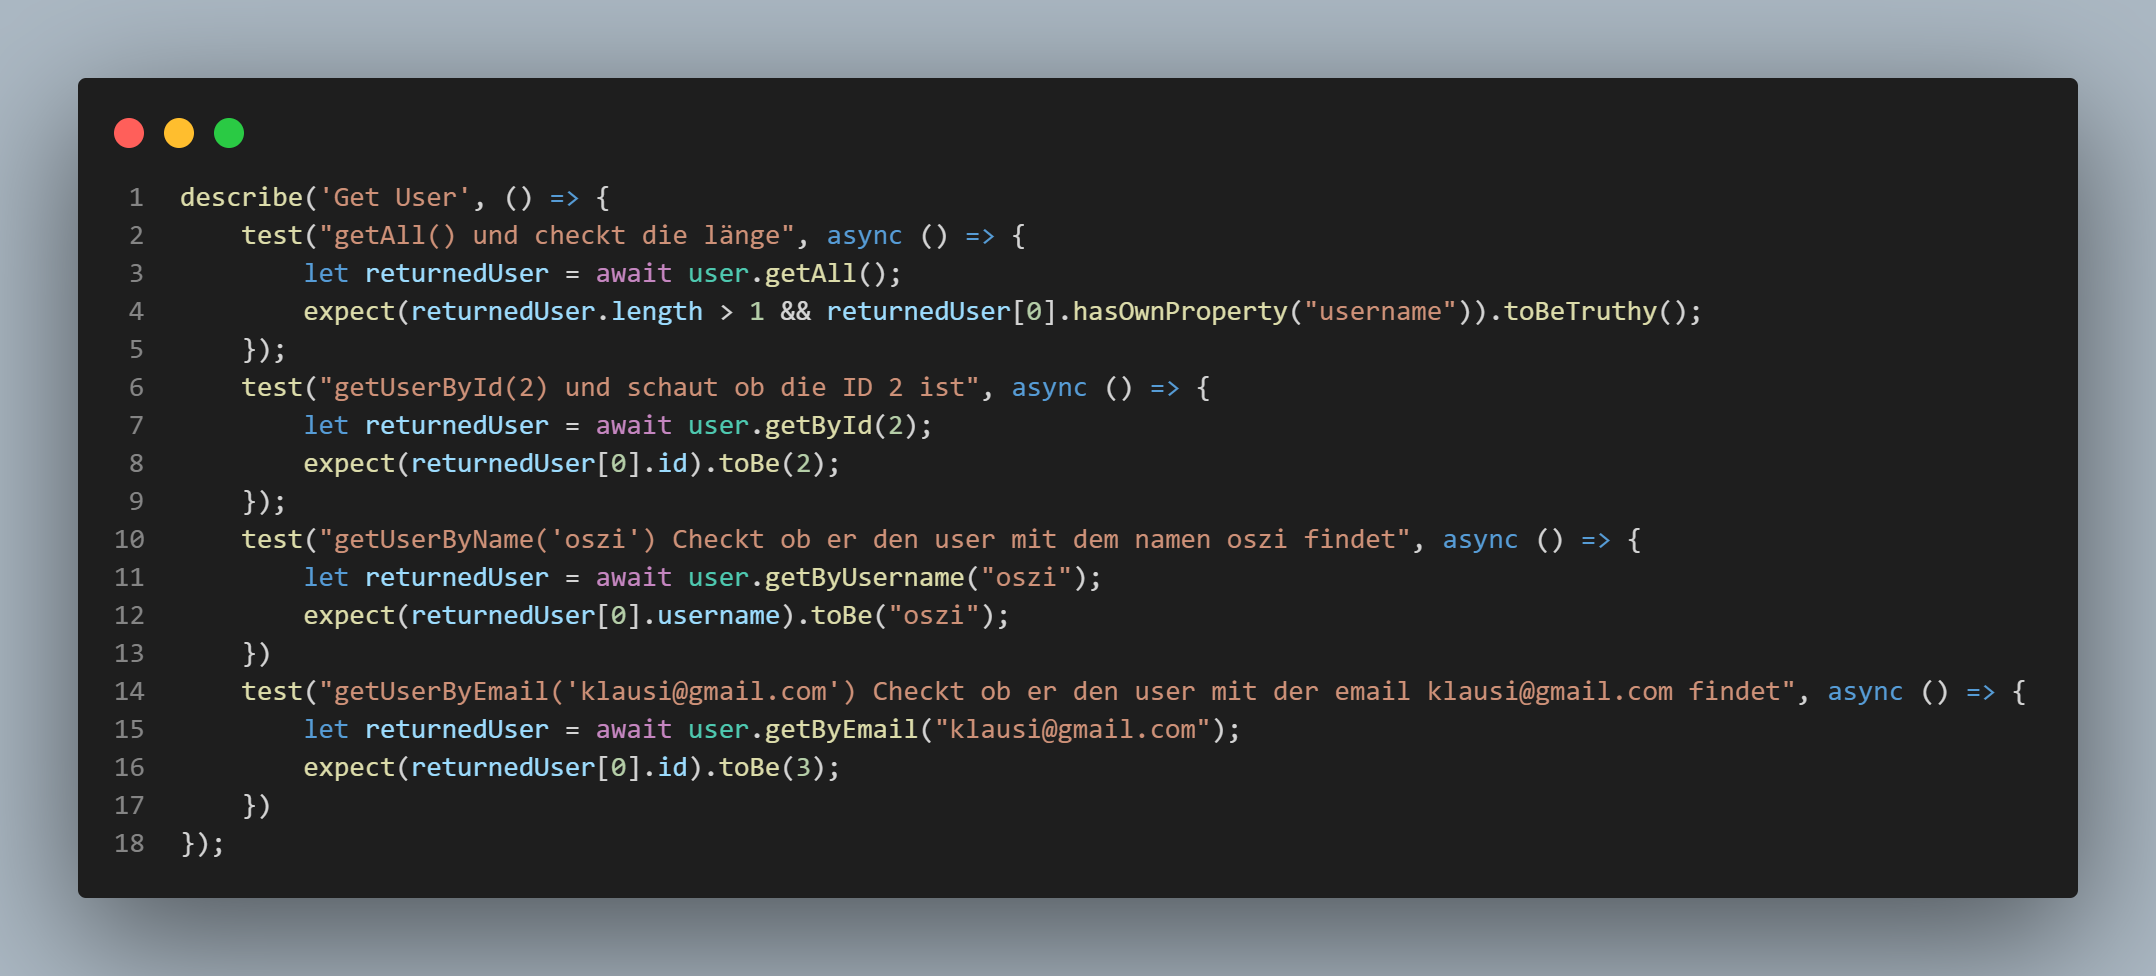 1 describe('Get User', () => {
2     test("getAll() und checkt die länge", async () => {
3         let returnedUser = await user.getAll();
4         expect(returnedUser.length > 1 && returnedUser[0].hasOwnProperty("username")).toBeTruthy();
5     });
6     test("getUserById(2) und schaut ob die ID 2 ist", async () => {
7         let returnedUser = await user.getById(2);
8         expect(returnedUser[0].id).toBe(2);
9     });
10     test("getUserByName('oszi') Checkt ob er den user mit dem namen oszi findet", async () => {
11         let returnedUser = await user.getByUsername("oszi");
12         expect(returnedUser[0].username).toBe("oszi");
13     })
14     test("getUserByEmail('klausi@gmail.com') Checkt ob er den user mit der email klausi@gmail.com findet", async () => {
15         let returnedUser = await user.getByEmail("klausi@gmail.com");
16         expect(returnedUser[0].id).toBe(3);
17     })
18 });